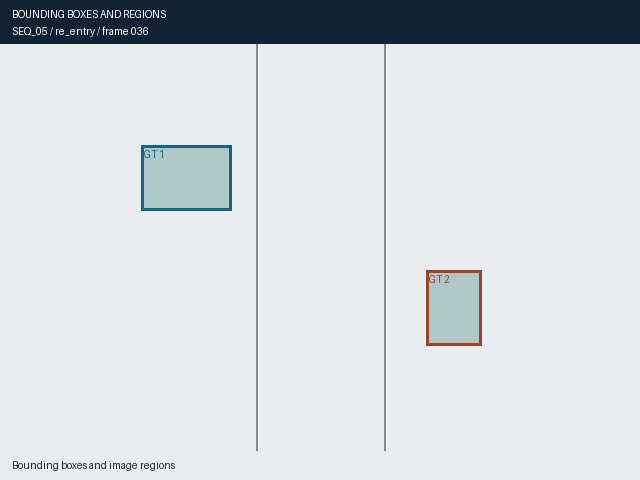 BOUNDING BOXES AND REGIONS
SEQ_05 / re_entry / frame 036
GT1
GT2
Bounding boxes and image regions